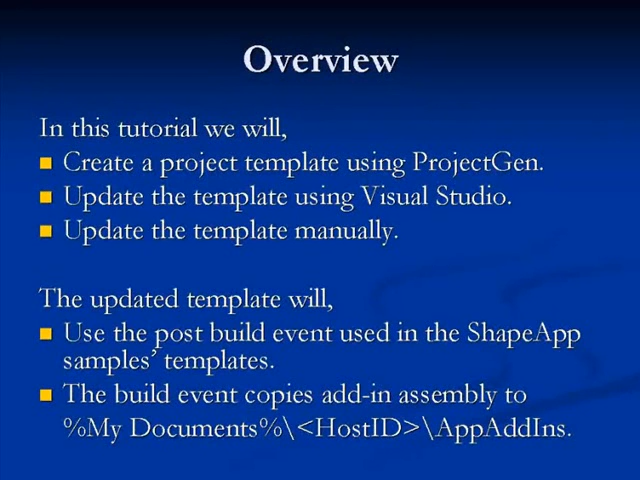 Overview
In this tutorial we will,
Create a project template using ProjectGen.
Update the template using Visual Studio.
Update the template manually.
The updated template will,
Use the post build event used in the ShapeApp
samples’ templates.
The build event copies add-in assembly to
%My Documents%\<HostID>\AppAddIns.